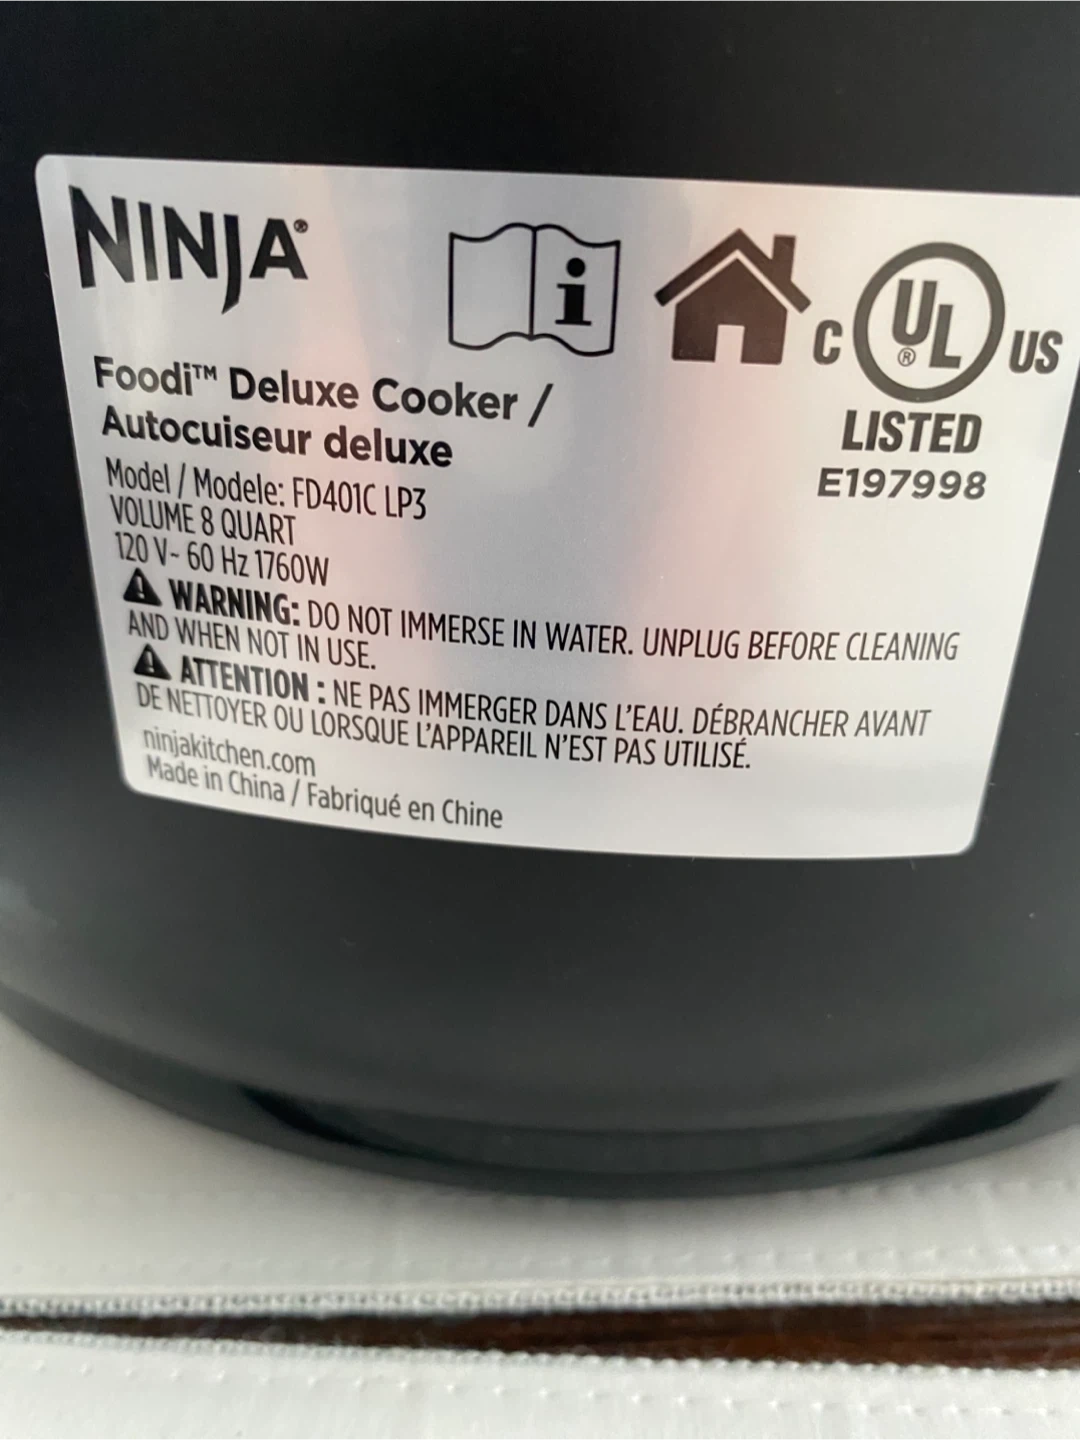 NINJA®
i
C UL® US
LISTED
E197998
Foodi™ Deluxe Cooker /
Autocuiseur deluxe
Model / Modele: FD401C LP3
VOLUME 8 QUART
120 V~ 60 Hz 1760W
WARNING: DO NOT IMMERSE IN WATER. UNPLUG BEFORE CLEANING
AND WHEN NOT IN USE.
ATTENTION : NE PAS IMMERGER DANS L'EAU. DÉBRANCHER AVANT
DE NETTOYER OU LORSQUE L'APPAREIL N'EST PAS UTILISÉ.
ninjakitchen.com
Made in China / Fabriqué en Chine